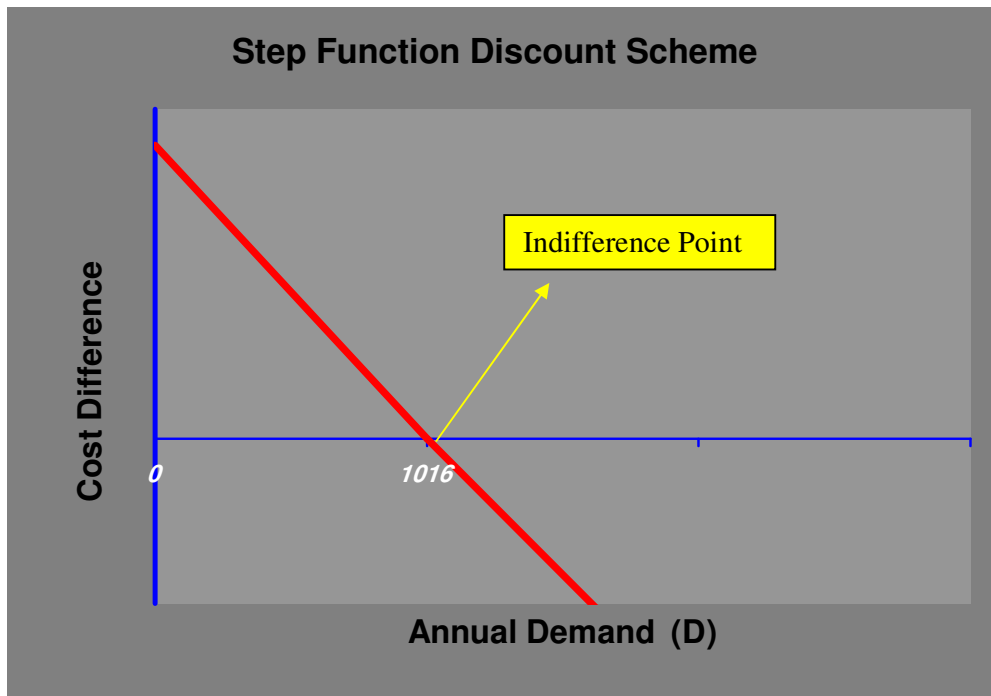 Step Function Discount Scheme
Indifference Point
Cost Difference
0
1016
Annual Demand (D)